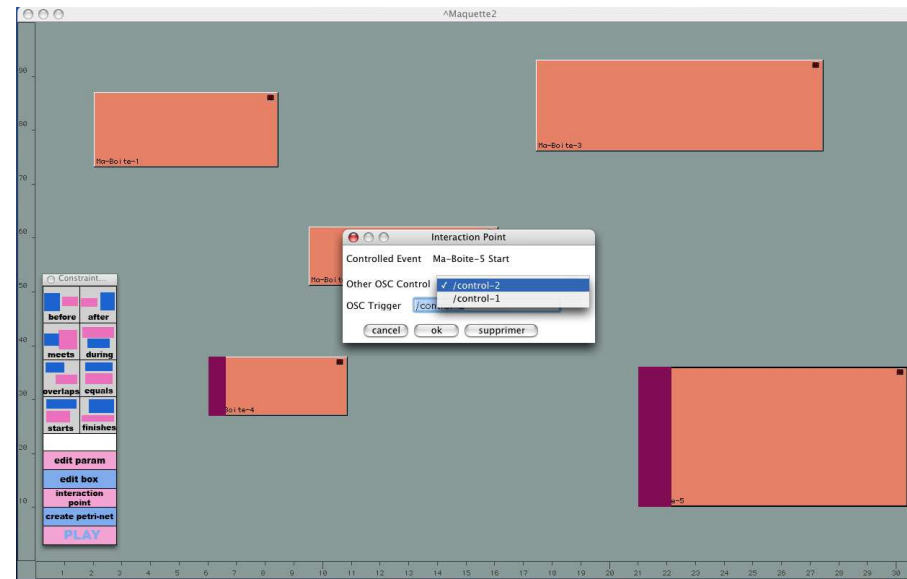 ^Maquette2
90
80
70
60
50
40
30
20
10
Ma-Boite-1
Ma-Boite-3
Ma-Boit
Boite-4
e-5
Interaction Point
Controlled Event Ma-Boite-5 Start
Other OSC Control
✓ /control-2
/control-1
OSC Trigger
cancel ok supprimer
Constraint...
before after
meets during
overlaps equals
starts finishes
edit param
edit box
interaction
point
create petri-net
PLAY
1 2 3 4 5 6 7 8 9 10 11 12 13 14 15 16 17 18 19 20 21 22 23 24 25 26 27 28 29 30